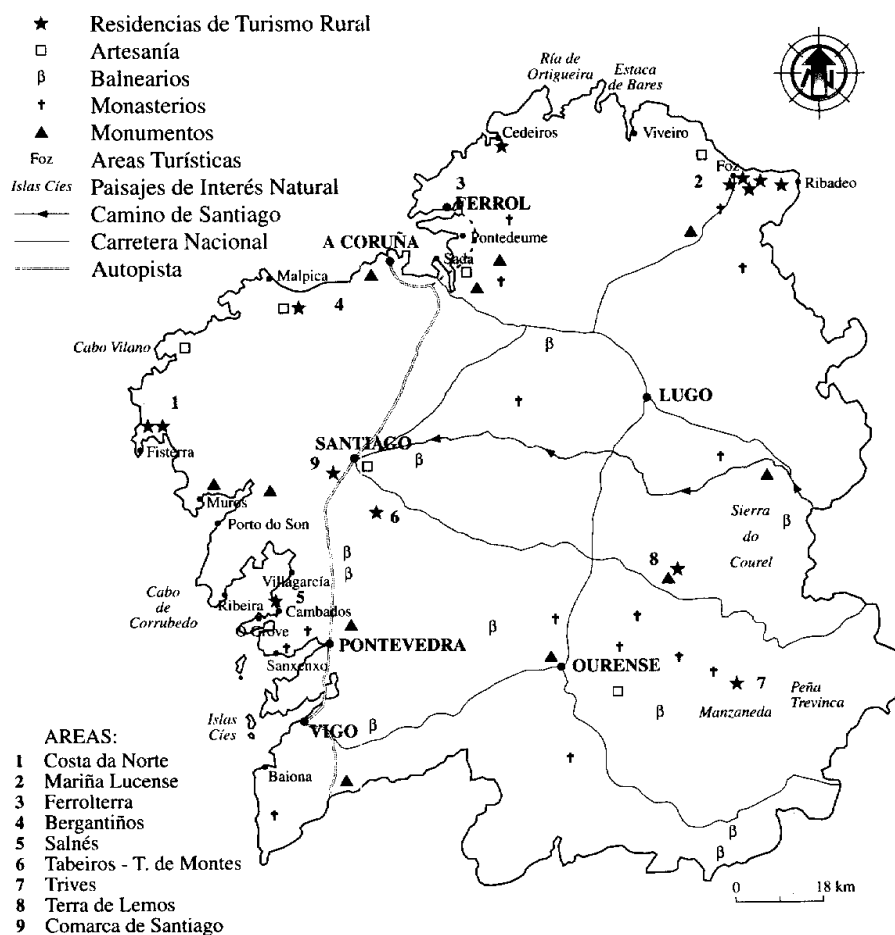 ★ Residencias de Turismo Rural
□ Artesanía
β Balnearios
✝ Monasterios
▲ Monumentos
Foz Areas Turísticas
Islas Cíes Paisajes de Interés Natural
Camino de Santiago
Carretera Nacional
Autopista
Ría de
Ortigueira
Estaca
de Bares
N
Cedeiros
Viveiro
Foz
2
Ribadeo
3
FERROL
Pontedeume
A CORUÑA
Sada
Malpica
4
Cabo Vilano
β
LUGO
1
Fisterra
SANTIAGO
9
β
Muros
6
Porto do Son
Sierra
do
Courel
β
β
β
8
Villagarcía
Cabo
de
Corrubedo
Ribeira
5
Cambados
O Grove
β
PONTEVEDRA
Sanxenxo
OURENSE
7
Peña
Trevinca
Manzaneda
β
Islas
Cíes
VIGO
β
Baiona
β
β
0 18 km
AREAS:
1 Costa da Norte
2 Mariña Lucense
3 Ferrolterra
4 Bergantiños
5 Salnés
6 Tabeiros - T. de Montes
7 Trives
8 Terra de Lemos
9 Comarca de Santiago